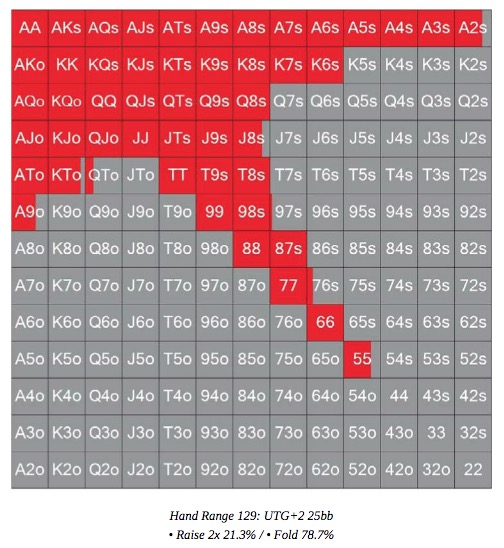 AA AKs AQs AJs ATs A9s A8s A7s A6s A5s A4s A3s A2s
AKo KK KQs KJs KTs K9s K8s K7s K6s K5s K4s K3s K2s
AQo KQo QQ QJs QTs Q9s Q8s Q7s Q6s Q5s Q4s Q3s Q2s
AJo KJo QJo JJ JTs J9s J8s J7s J6s J5s J4s J3s J2s
ATo KTo QTo JTo TT T9s T8s T7s T6s T5s T4s T3s T2s
A9o K9o Q9o J9o T9o 99 98s 97s 96s 95s 94s 93s 92s
A8o K8o Q8o J8o T8o 98o 88 87s 86s 85s 84s 83s 82s
A7o K7o Q7o J7o T7o 97o 87o 77 76s 75s 74s 73s 72s
A6o K6o Q6o J6o T6o 96o 86o 76o 66 65s 64s 63s 62s
A5o K5o Q5o J5o T5o 95o 85o 75o 65o 55 54s 53s 52s
A4o K4o Q4o J4o T4o 94o 84o 74o 64o 54o 44 43s 42s
A3o K3o Q3o J3o T3o 93o 83o 73o 63o 53o 43o 33 32s
A2o K2o Q2o J2o T2o 92o 82o 72o 62o 52o 42o 32o 22
Hand Range 129: UTG+2 25bb
• Raise 2x 21.3% / • Fold 78.7%